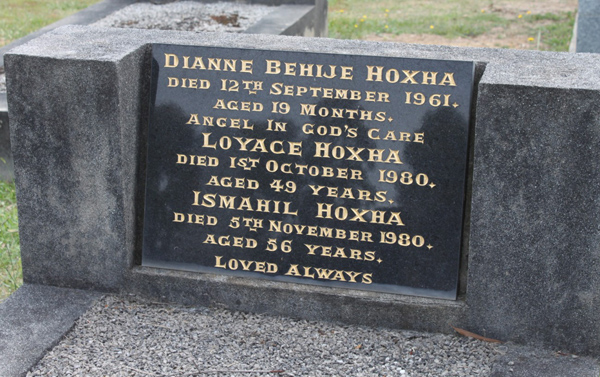 Dianne Behije Hoxha
died 12th September 1961.
aged 19 months.
Angel in God's Care
Loyace Hoxha
died 1st October 1980.
aged 49 years.
Ismahil Hoxha
died 5th November 1980.
aged 56 years.
Loved Always